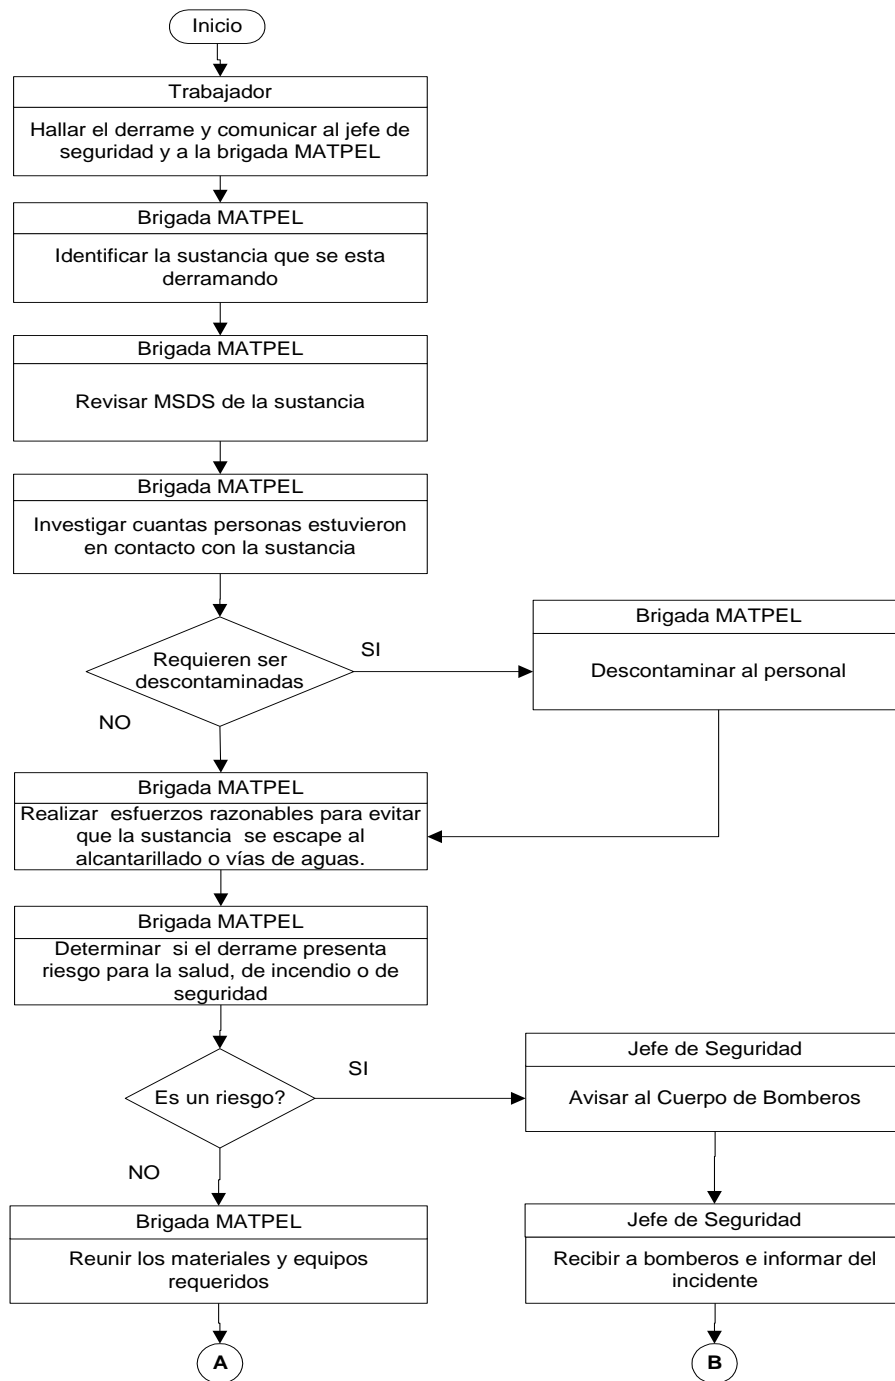 Inicio
Trabajador
Hallar el derrame y comunicar al jefe de
seguridad y a la brigada MATPEL
Brigada MATPEL
Identificar la sustancia que se esta
derramando
Brigada MATPEL
Revisar MSDS de la sustancia
Brigada MATPEL
Investigar cuantas personas estuvieron
en contacto con la sustancia
Requieren ser
descontaminadas
SI
NO
Brigada MATPEL
Descontaminar al personal
Brigada MATPEL
Realizar esfuerzos razonables para evitar
que la sustancia se escape al
alcantarillado o vías de aguas.
Brigada MATPEL
Determinar si el derrame presenta
riesgo para la salud, de incendio o de
seguridad
Es un riesgo?
SI
NO
Jefe de Seguridad
Avisar al Cuerpo de Bomberos
Brigada MATPEL
Reunir los materiales y equipos
requeridos
Jefe de Seguridad
Recibir a bomberos e informar del
incidente
A
B